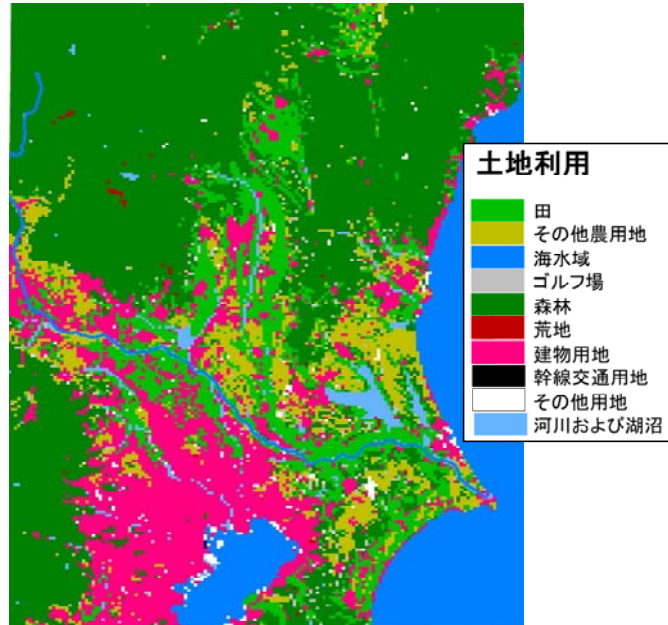 土地利用
田
その他農用地
海水域
ゴルフ場
森林
荒地
建物用地
幹線交通用地
その他用地
河川および湖沼